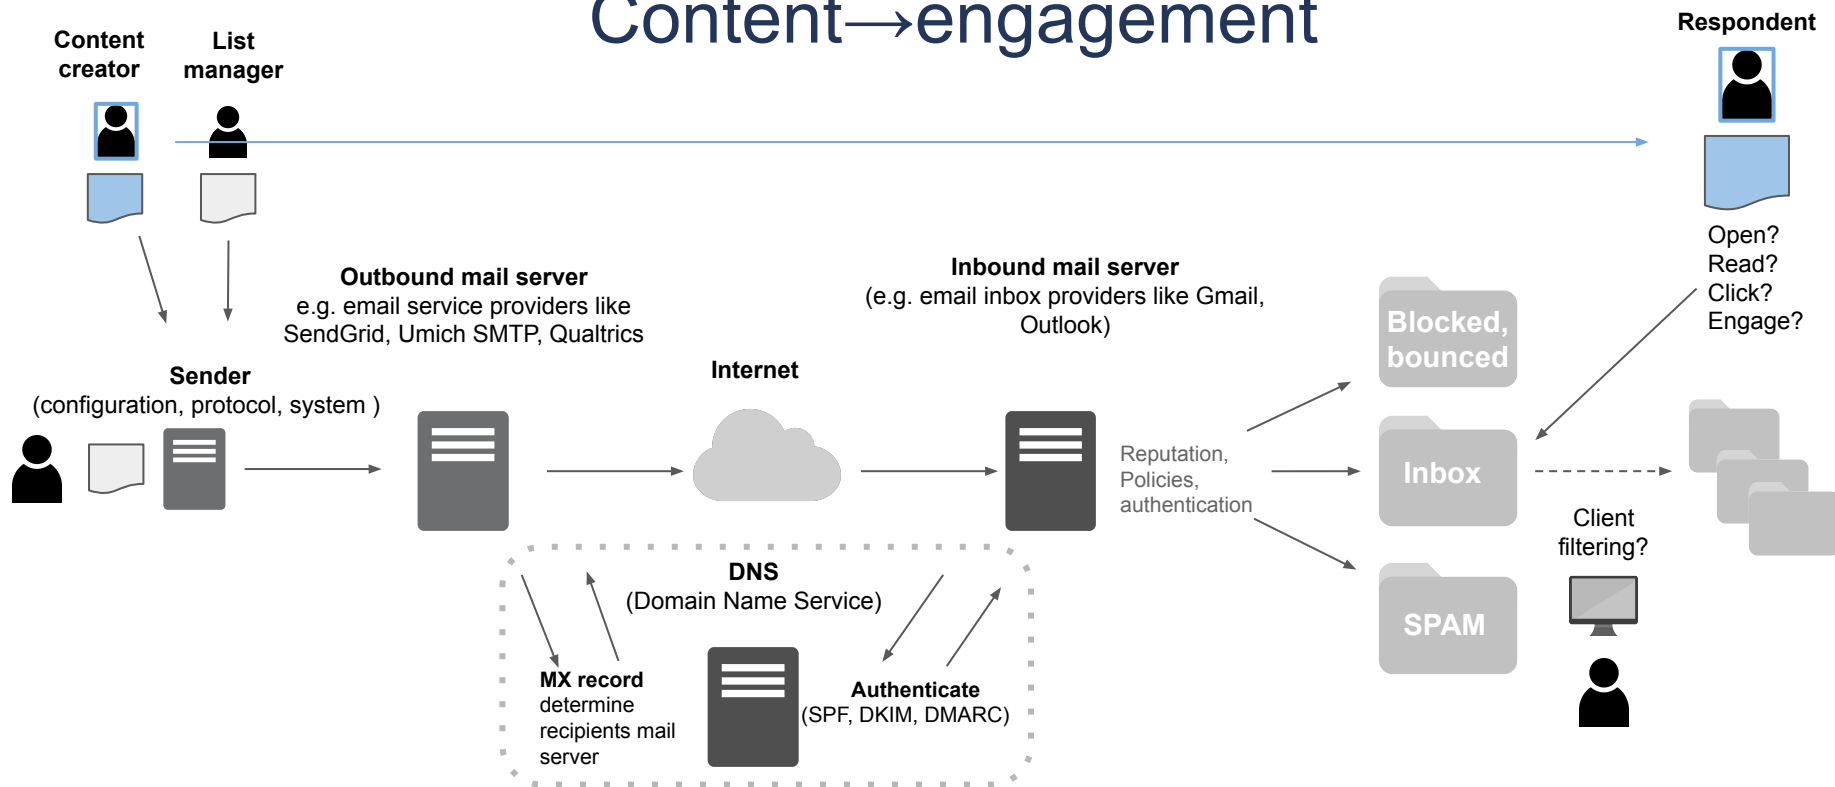 Content→engagement
Content
creator
List
manager
Respondent
Open?
Read?
Click?
Engage?
Outbound mail server
e.g. email service providers like
SendGrid, Umich SMTP, Qualtrics
Inbound mail server
(e.g. email inbox providers like Gmail,
Outlook)
Sender
(configuration, protocol, system )
Internet
Reputation,
Policies,
authentication
Blocked,
bounced
Inbox
SPAM
Client
filtering?
DNS
(Domain Name Service)
MX record
determine
recipients mail
server
Authenticate
(SPF, DKIM, DMARC)